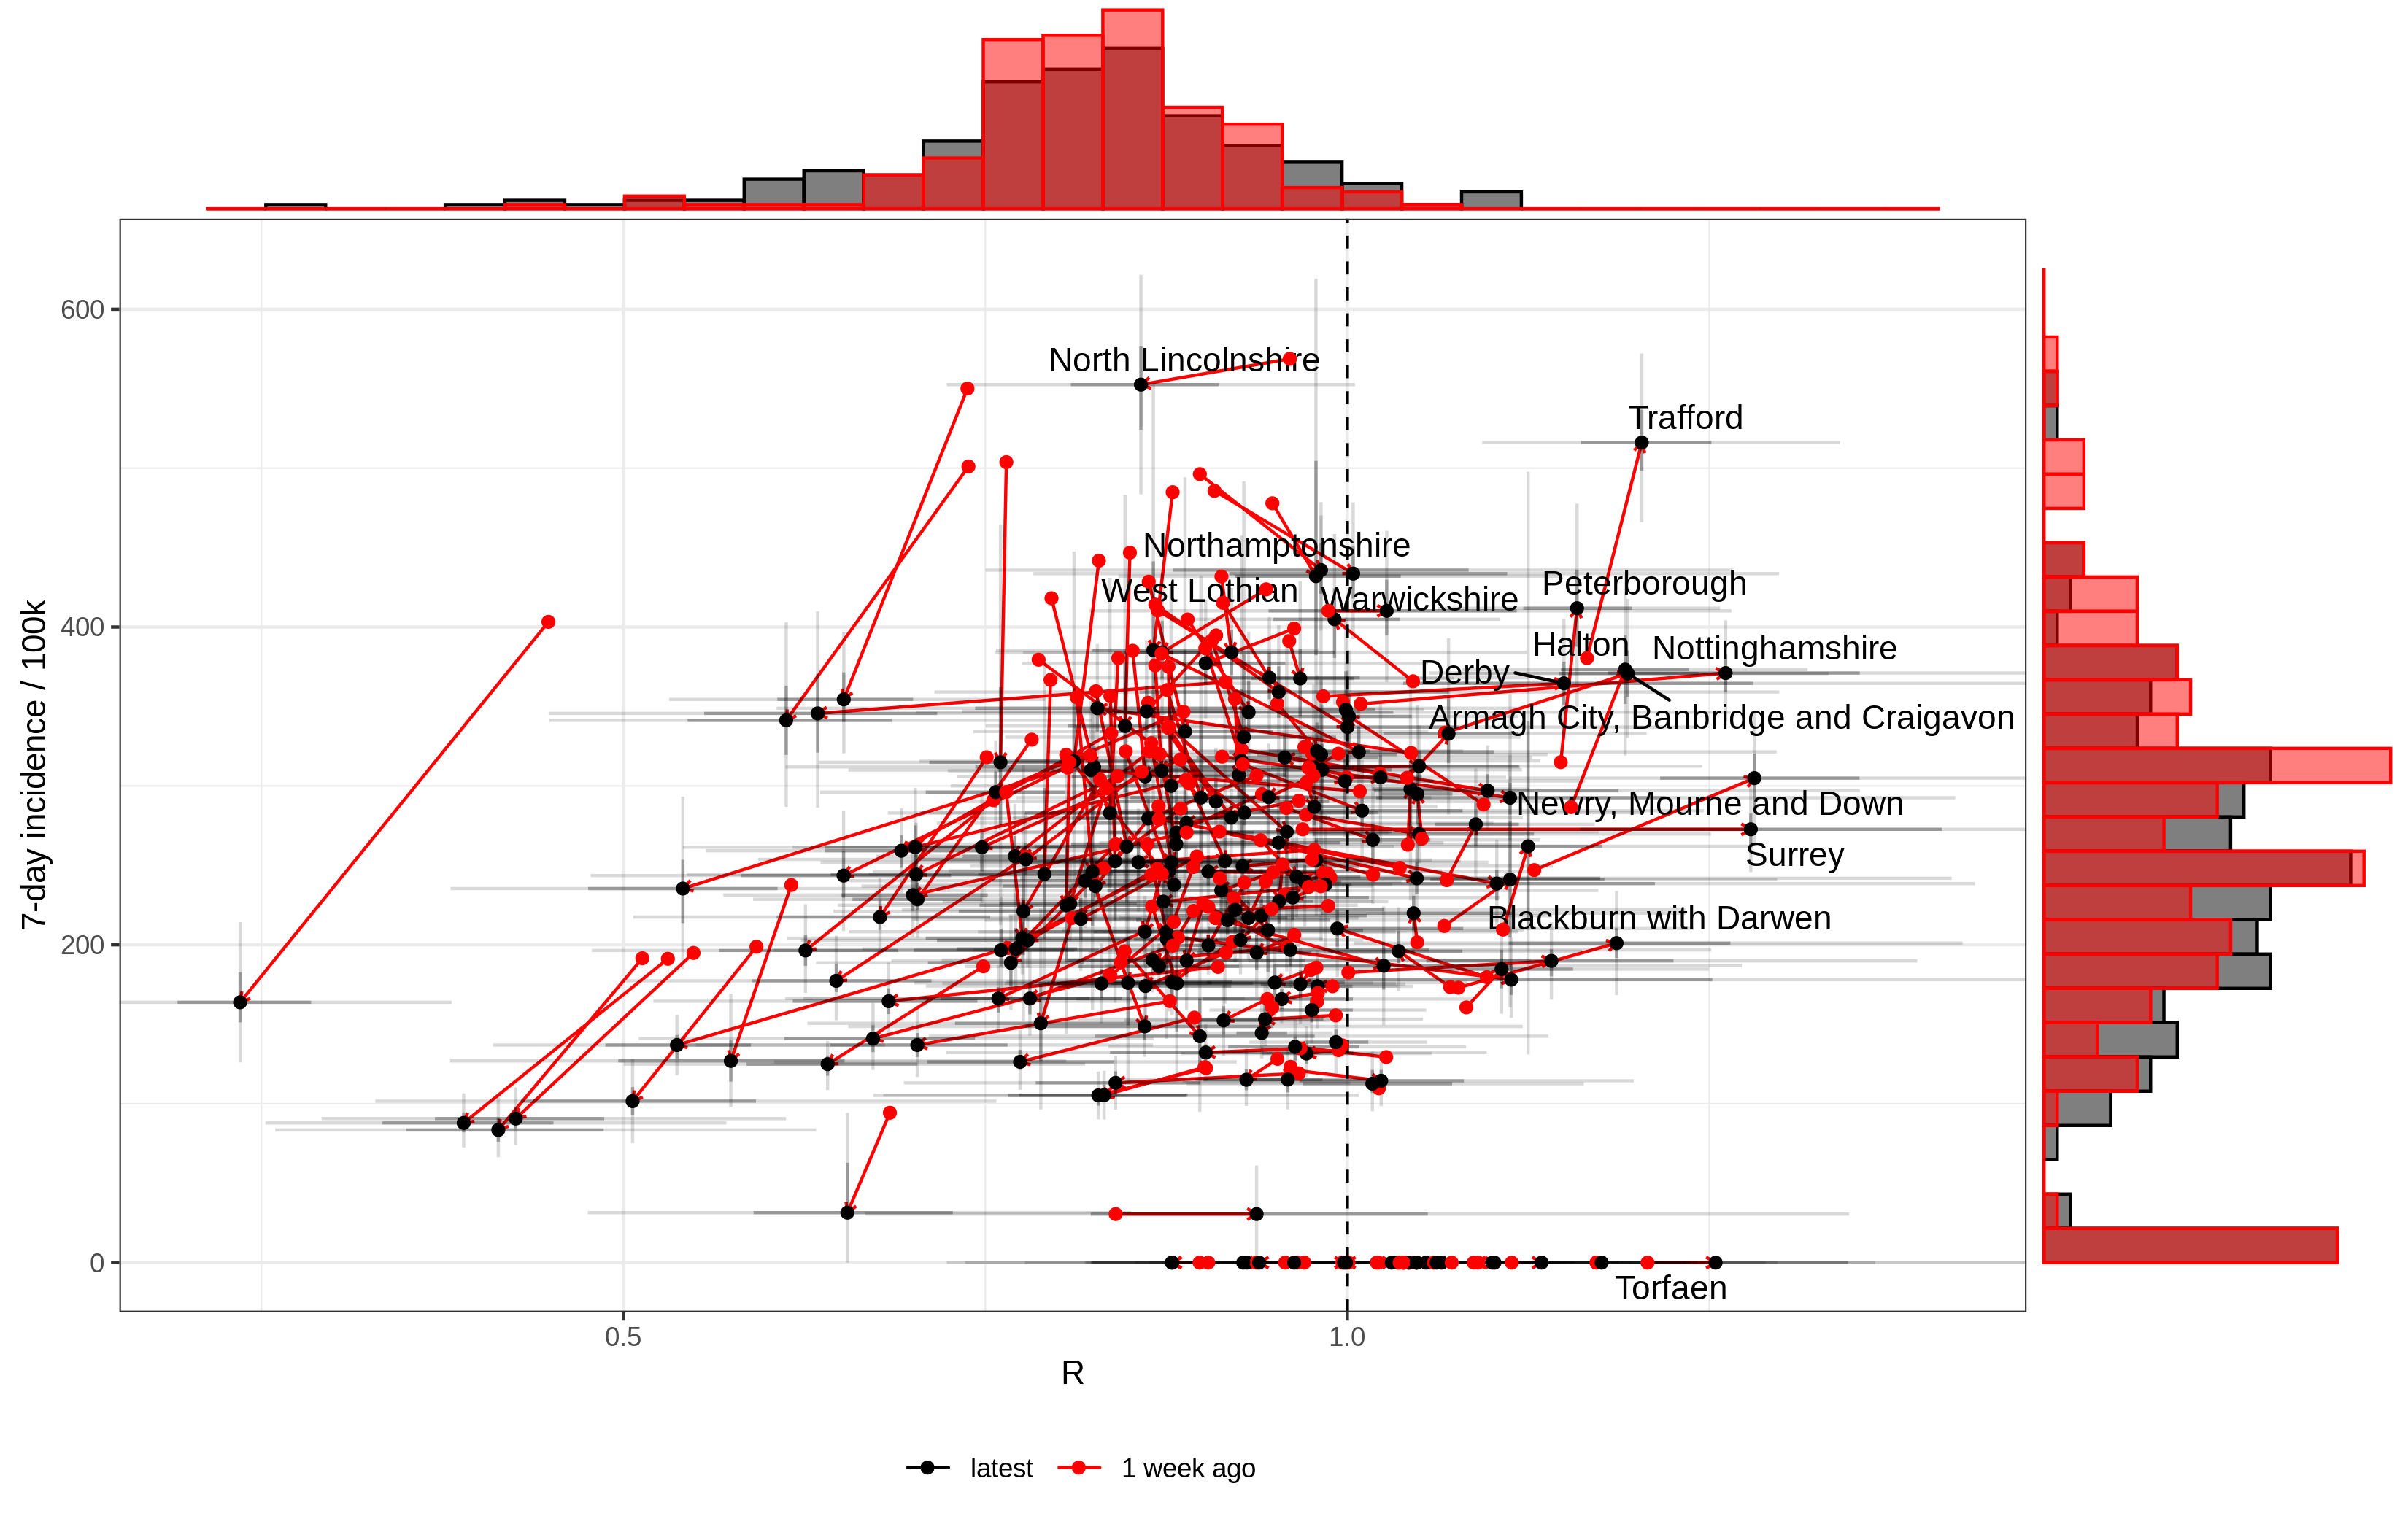 600
400
200
0
7-day incidence / 100k
North Lincolnshire
Trafford
Northamptonshire
West Lothian
Warwickshire
Peterborough
Halton
Nottinghamshire
Derby
Armagh City, Banbridge and Craigavon
Newry, Mourne and Down
Surrey
Blackburn with Darwen
Torfaen
0.5
1.0
R
latest
1 week ago